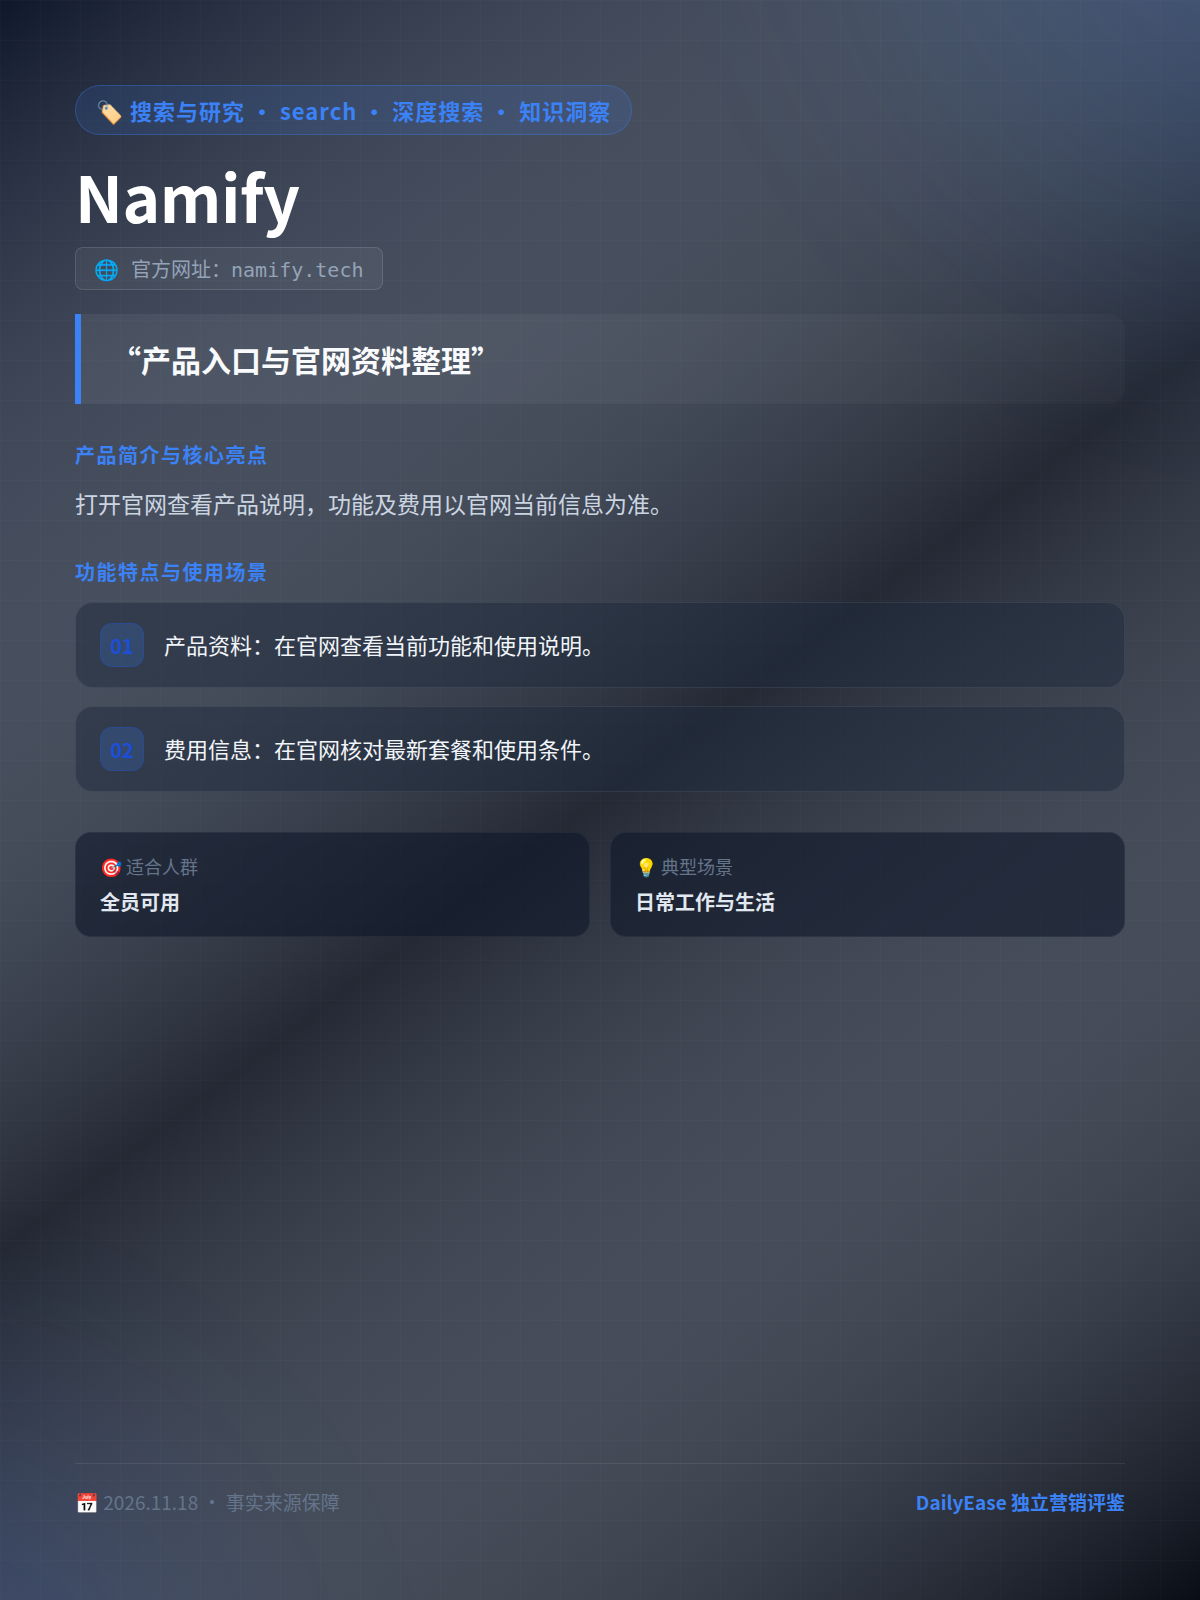 🏷️ 搜索与研究 • search • 深度搜索 • 知识洞察
Namify
🌐 官方网址：namify.tech
“产品入口与官网资料整理”
产品简介与核心亮点
打开官网查看产品说明，功能及费用以官网当前信息为准。
功能特点与使用场景
01 产品资料：在官网查看当前功能和使用说明。
02 费用信息：在官网核对最新套餐和使用条件。
🎯 适合人群
全员可用
💡 典型场景
日常工作与生活
📅 2026.11.18 • 事实来源保障
DailyEase 独立营销评鉴